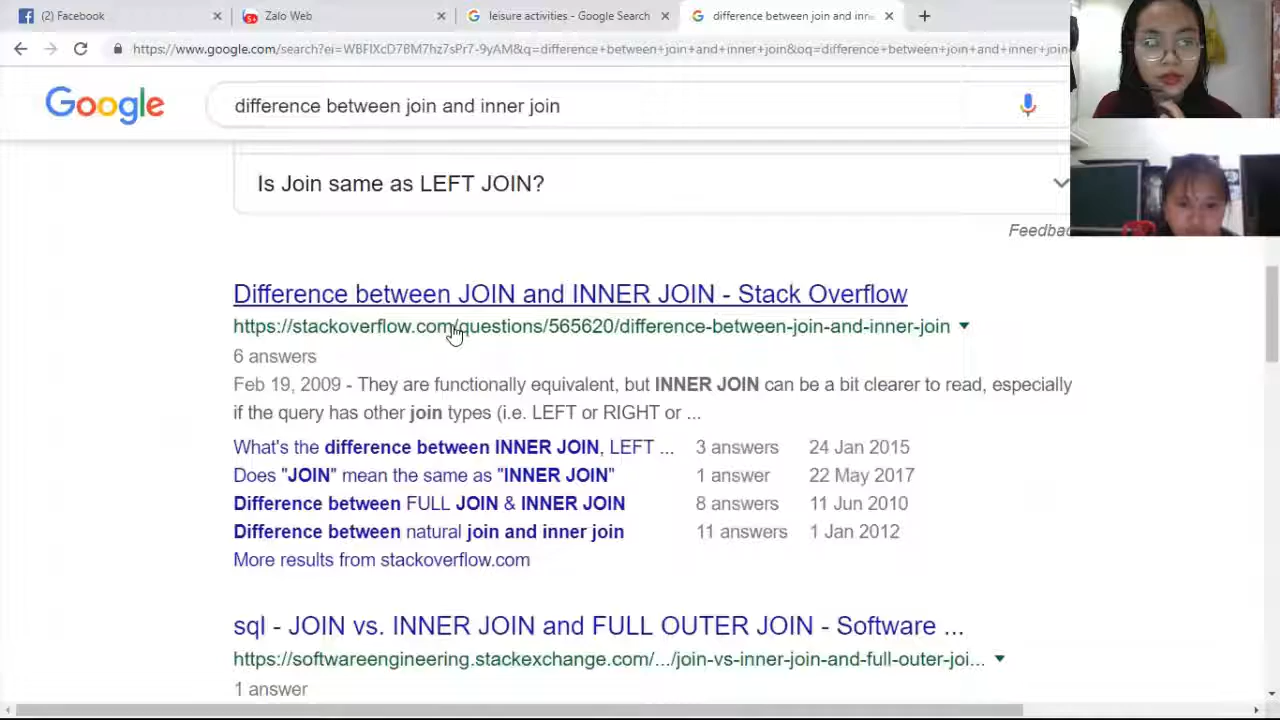 (2) Facebook
Zalo Web
leisure activities - Google Search
difference between join and inn
https://www.google.com/search?ei=WBFIXcD7BM7hz7sPr7-9yAM&q=difference+between+join+and+inner+join&oq=difference+between+join+and+inner+join
Google
difference between join and inner join
Is Join same as LEFT JOIN?
Feedba
Difference between JOIN and INNER JOIN - Stack Overflow
https://stackoverflow.com/questions/565620/difference-between-join-and-inner-join
6 answers
Feb 19, 2009 - They are functionally equivalent, but INNER JOIN can be a bit clearer to read, especially
if the query has other join types (i.e. LEFT or RIGHT or ...
What's the difference between INNER JOIN, LEFT ... 3 answers 24 Jan 2015
Does "JOIN" mean the same as "INNER JOIN" 1 answer 22 May 2017
Difference between FULL JOIN & INNER JOIN 8 answers 11 Jun 2010
Difference between natural join and inner join 11 answers 1 Jan 2012
More results from stackoverflow.com
sql - JOIN vs. INNER JOIN and FULL OUTER JOIN - Software ...
https://softwareengineering.stackexchange.com/.../join-vs-inner-join-and-full-outer-joi...
1 answer